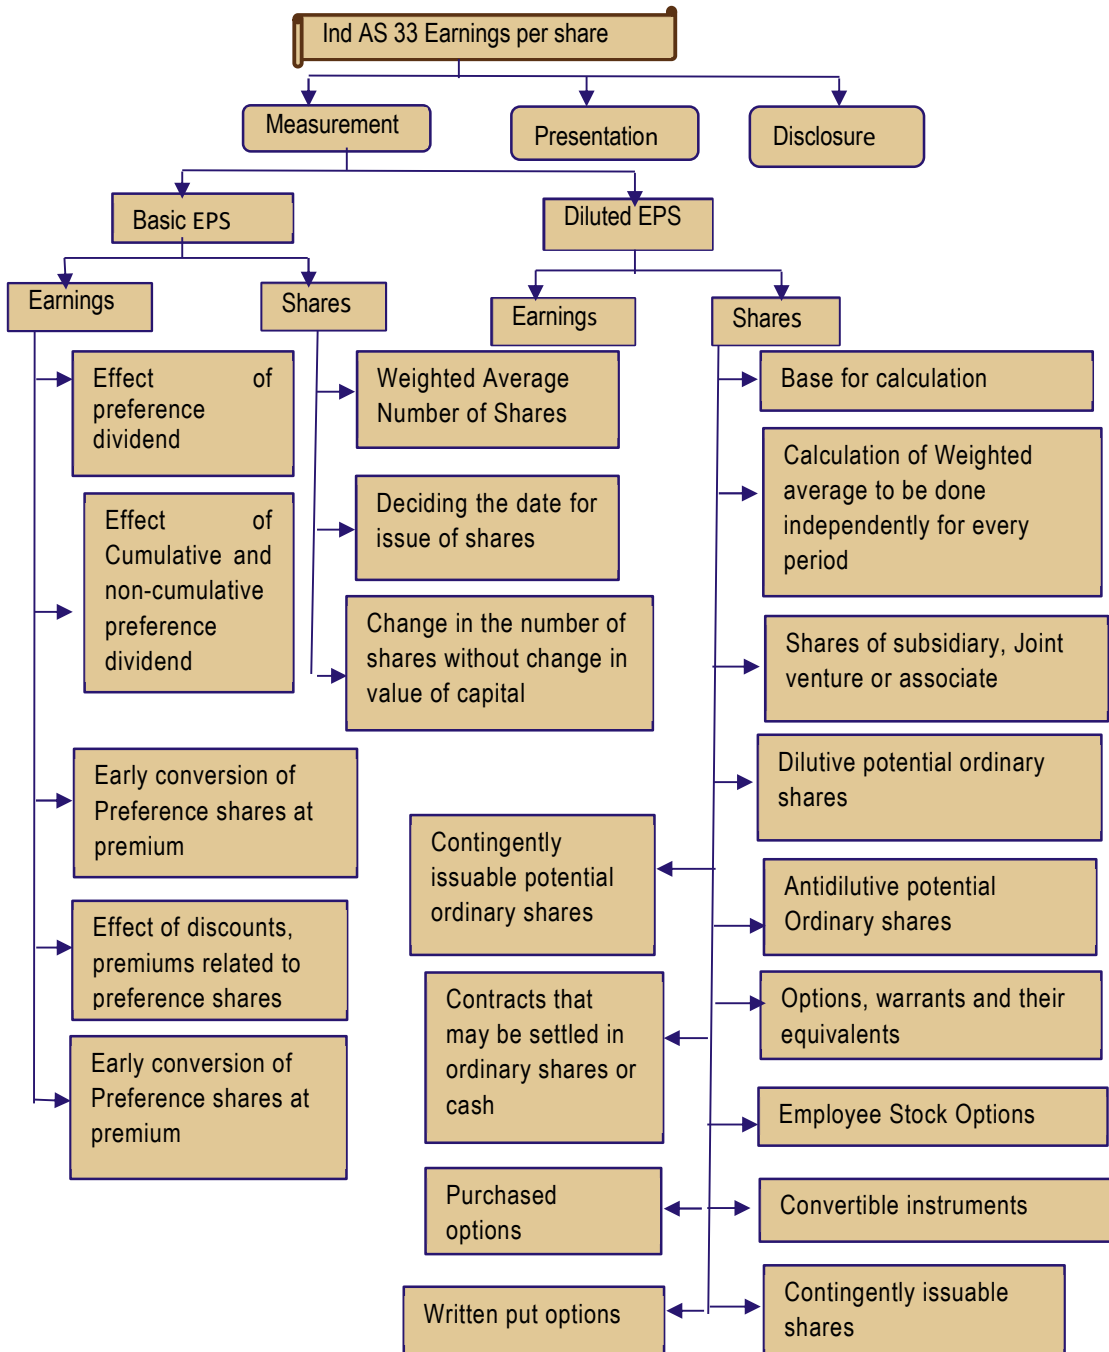 Ind AS 33 Earnings per share
Measurement
Presentation
Disclosure
Basic EPS
Diluted EPS
Earnings
Shares
Earnings
Shares
Effect of
preference
dividend
Effect of
Cumulative and
non-cumulative
preference
dividend
Early conversion of
Preference shares at
premium
Effect of discounts,
premiums related to
preference shares
Early conversion of
Preference shares at
premium
Weighted Average
Number of Shares
Deciding the date for
issue of shares
Change in the number of
shares without change in
value of capital
Base for calculation
Calculation of Weighted
average to be done
independently for every
period
Shares of subsidiary, Joint
venture or associate
Dilutive potential ordinary
shares
Antidilutive potential
Ordinary shares
Options, warrants and their
equivalents
Employee Stock Options
Convertible instruments
Contingently issuable
shares
Contingently
issuable potential
ordinary shares
Contracts that
may be settled in
ordinary shares or
cash
Purchased
options
Written put options